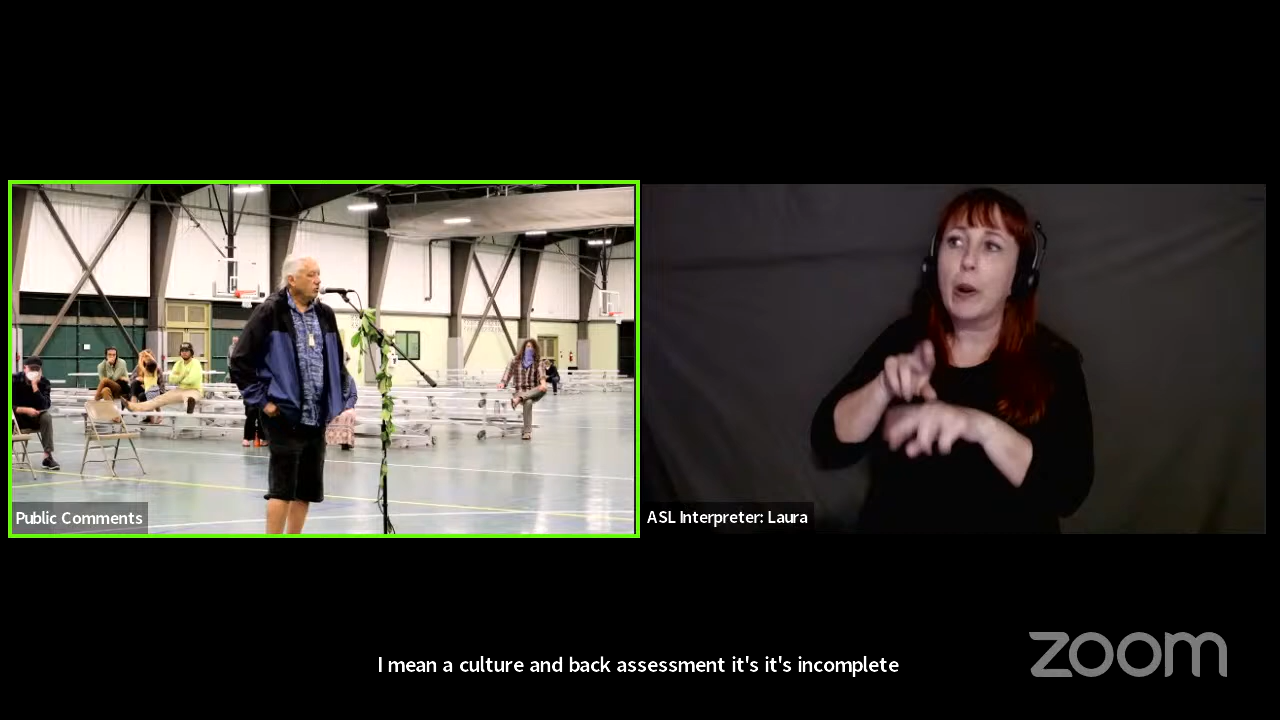 Public Comments
ASL Interpreter: Laura
I mean a culture and back assessment it's it's incomplete
zoom